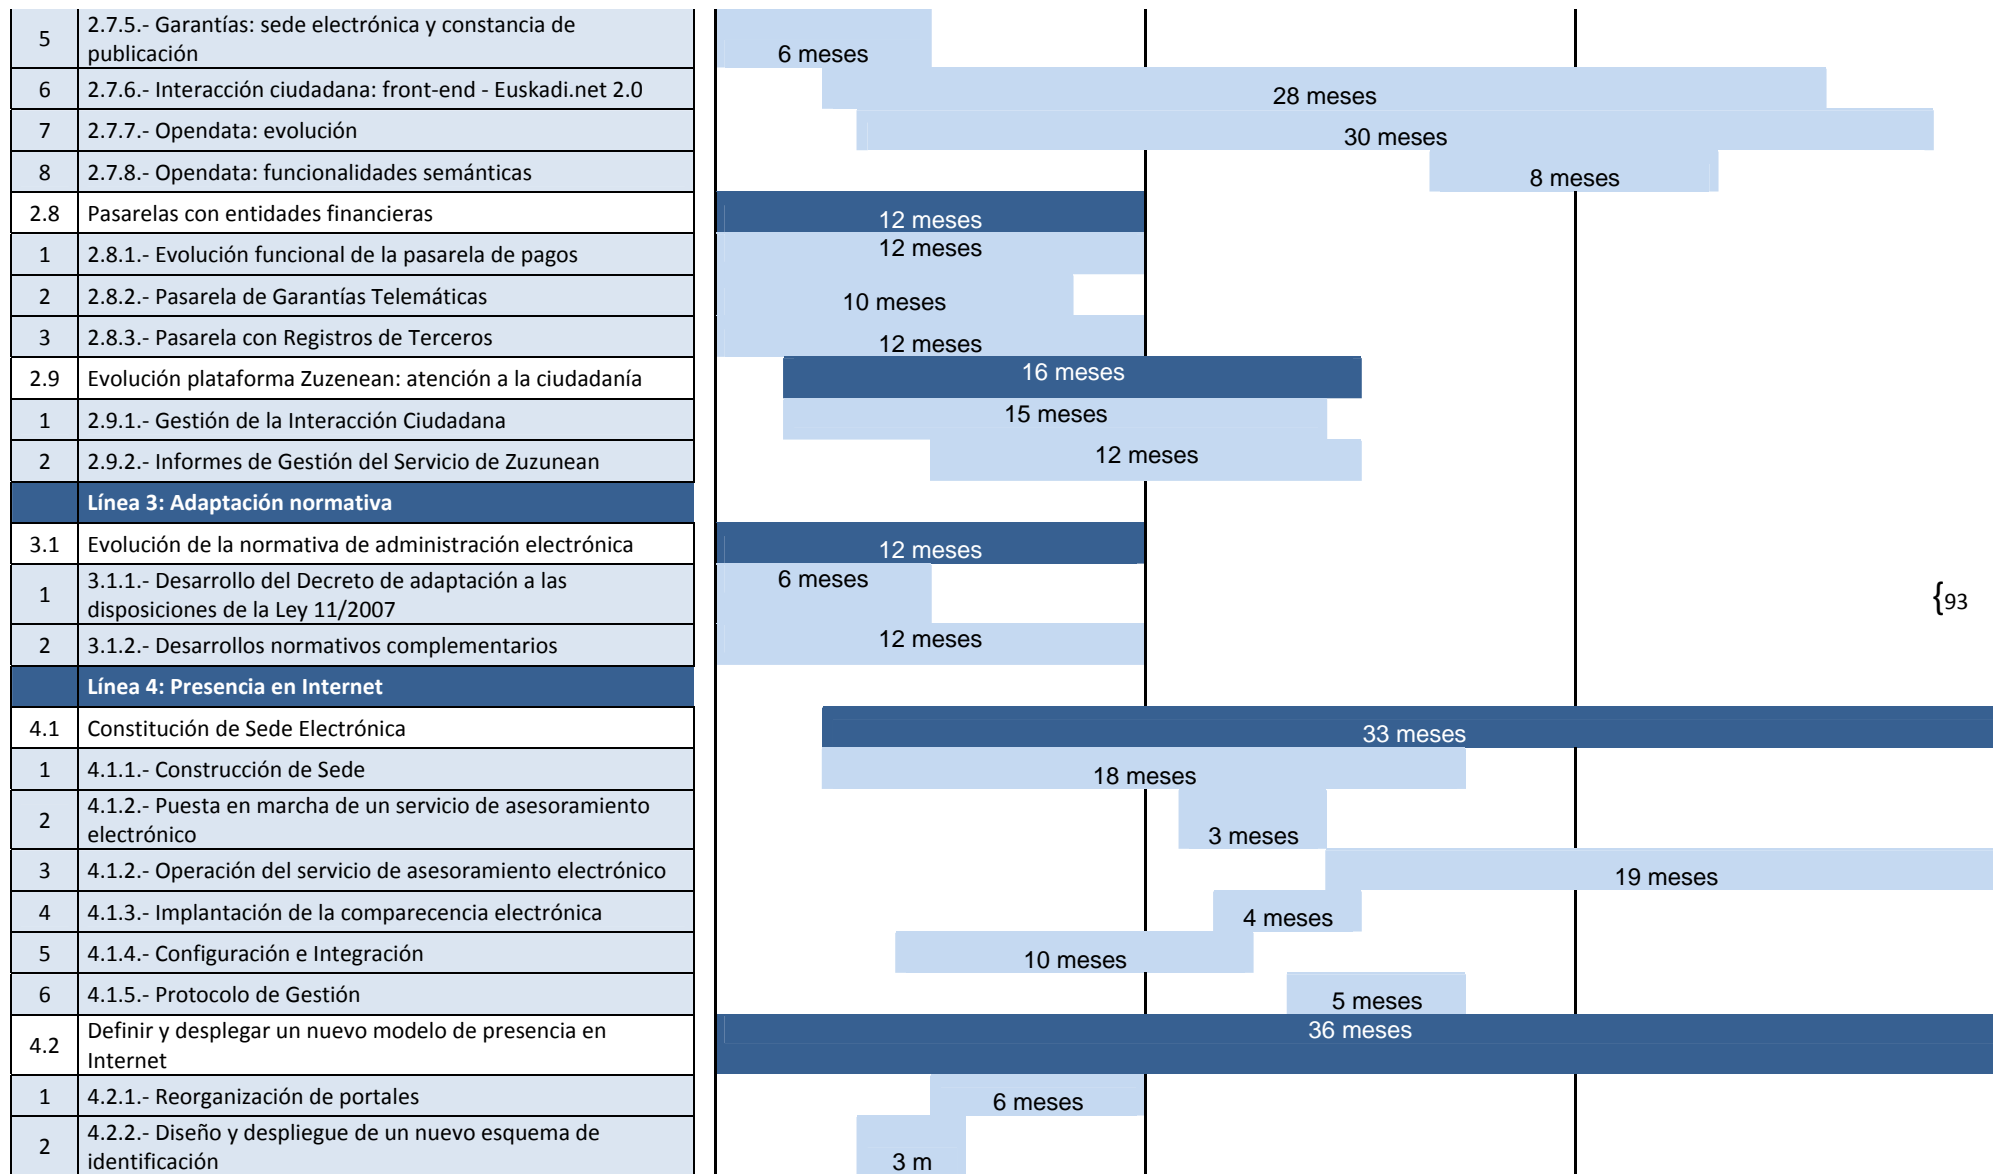 5 2.7.5.- Garantías: sede electrónica y constancia de
publicación
6 meses
6 2.7.6.- Interacción ciudadana: front-end - Euskadi.net 2.0 28 meses
7 2.7.7.- Opendata: evolución 30 meses
8 2.7.8.- Opendata: funcionalidades semánticas 8 meses
2.8 Pasarelas con entidades financieras 12 meses
1 2.8.1.- Evolución funcional de la pasarela de pagos 12 meses
2 2.8.2.- Pasarela de Garantías Telemáticas 10 meses
3 2.8.3.- Pasarela con Registros de Terceros 12 meses
2.9 Evolución plataforma Zuzenean: atención a la ciudadanía 16 meses
1 2.9.1.- Gestión de la Interacción Ciudadana 15 meses
2 2.9.2.- Informes de Gestión del Servicio de Zuzunean 12 meses
Línea 3: Adaptación normativa
3.1 Evolución de la normativa de administración electrónica 12 meses
1 3.1.1.- Desarrollo del Decreto de adaptación a las
disposiciones de la Ley 11/2007
6 meses
{93
2 3.1.2.- Desarrollos normativos complementarios 12 meses
Línea 4: Presencia en Internet
4.1 Constitución de Sede Electrónica 33 meses
1 4.1.1.- Construcción de Sede 18 meses
2 4.1.2.- Puesta en marcha de un servicio de asesoramiento
electrónico
3 meses
3 4.1.2.- Operación del servicio de asesoramiento electrónico 19 meses
4 4.1.3.- Implantación de la comparecencia electrónica 4 meses
5 4.1.4.- Configuración e Integración 10 meses
6 4.1.5.- Protocolo de Gestión 5 meses
4.2 Definir y desplegar un nuevo modelo de presencia en
Internet
36 meses
1 4.2.1.- Reorganización de portales 6 meses
2 4.2.2.- Diseño y despliegue de un nuevo esquema de
identificación
3 m